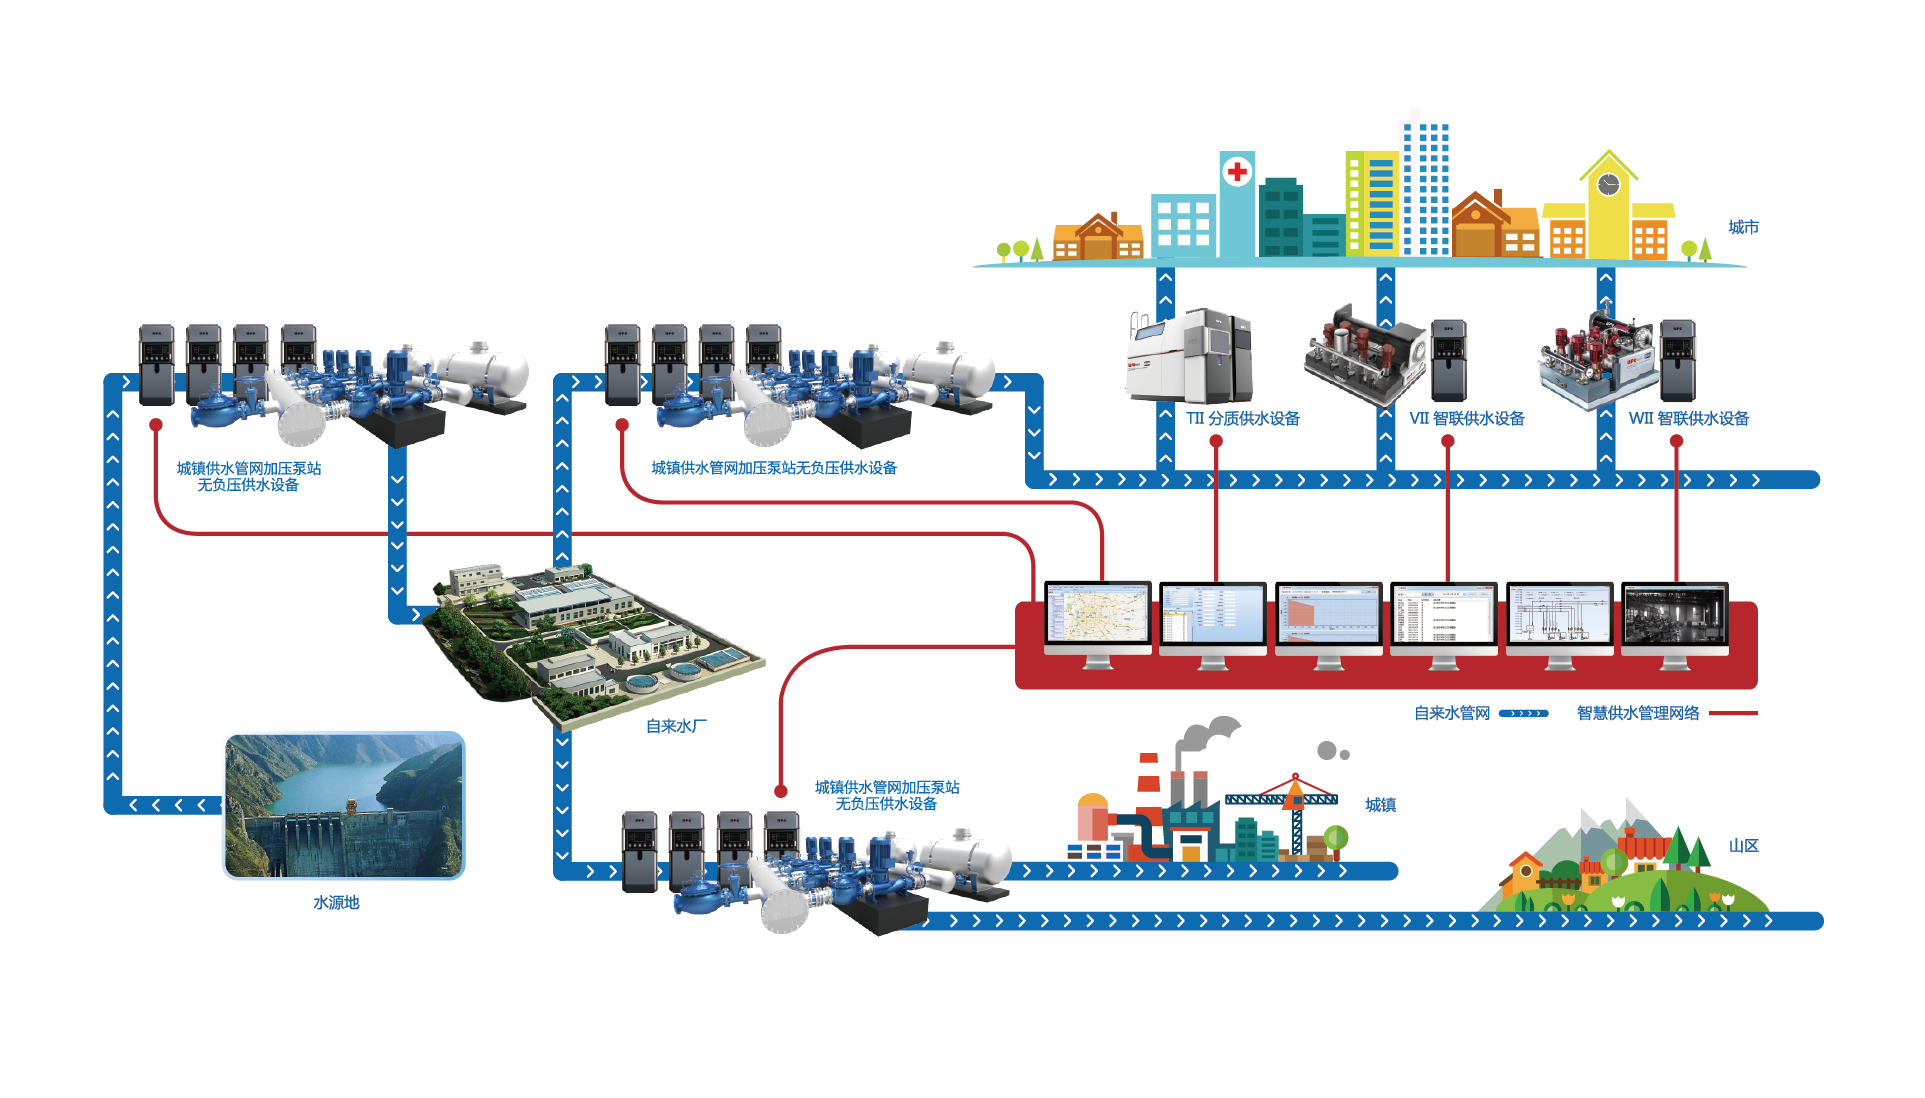 城市
TII 分质供水设备
VII 智联供水设备
WII 智联供水设备
城镇供水管网加压泵站
无负压供水设备
城镇供水管网加压泵站无负压供水设备
自来水厂
自来水管网
智慧供水管理网络
城镇供水管网加压泵站
无负压供水设备
城镇
山区
水源地